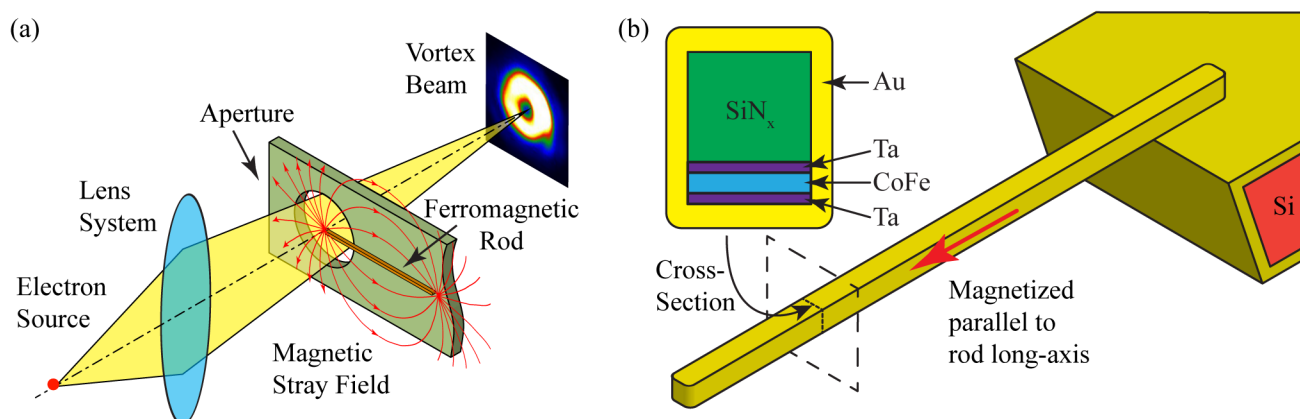 (a)
Vortex
Beam
Aperture
Lens
System
Ferromagnetic
Rod
Electron
Source
Magnetic
Stray Field
(b)
Au
SiNx
Ta
CoFe
Ta
Si
Cross-
Section
Magnetized
parallel to
rod long-axis